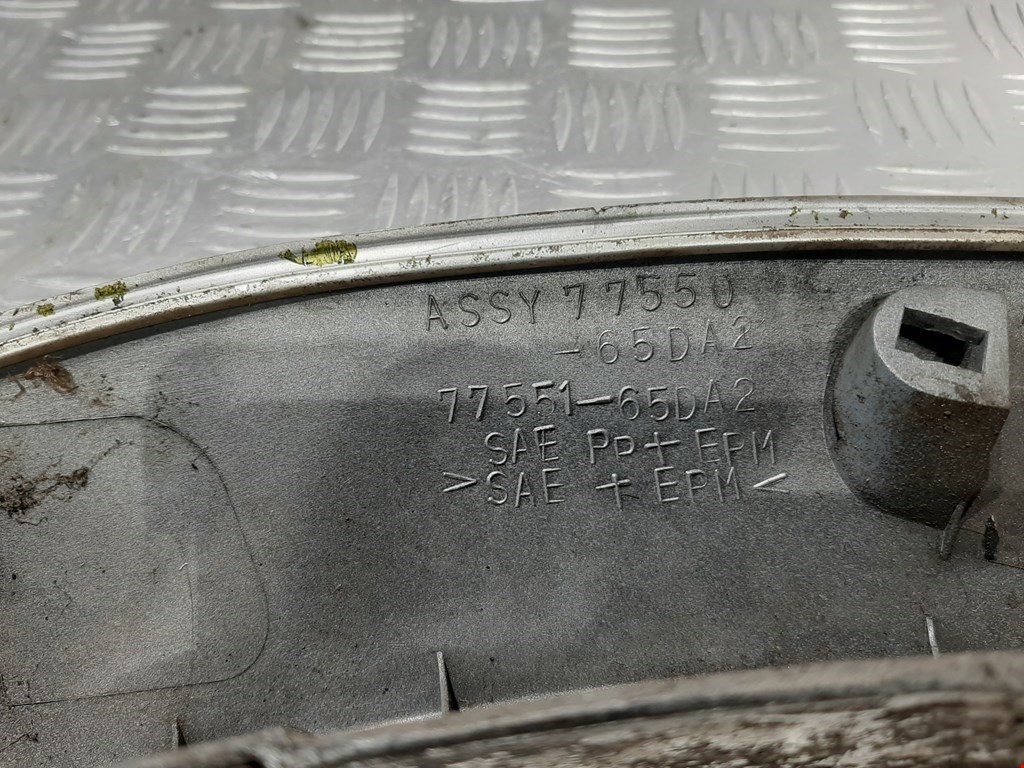 ASSY 77550
-65DA2
77551-65DA2
SAE PP+EPM
>SAE +EPM<